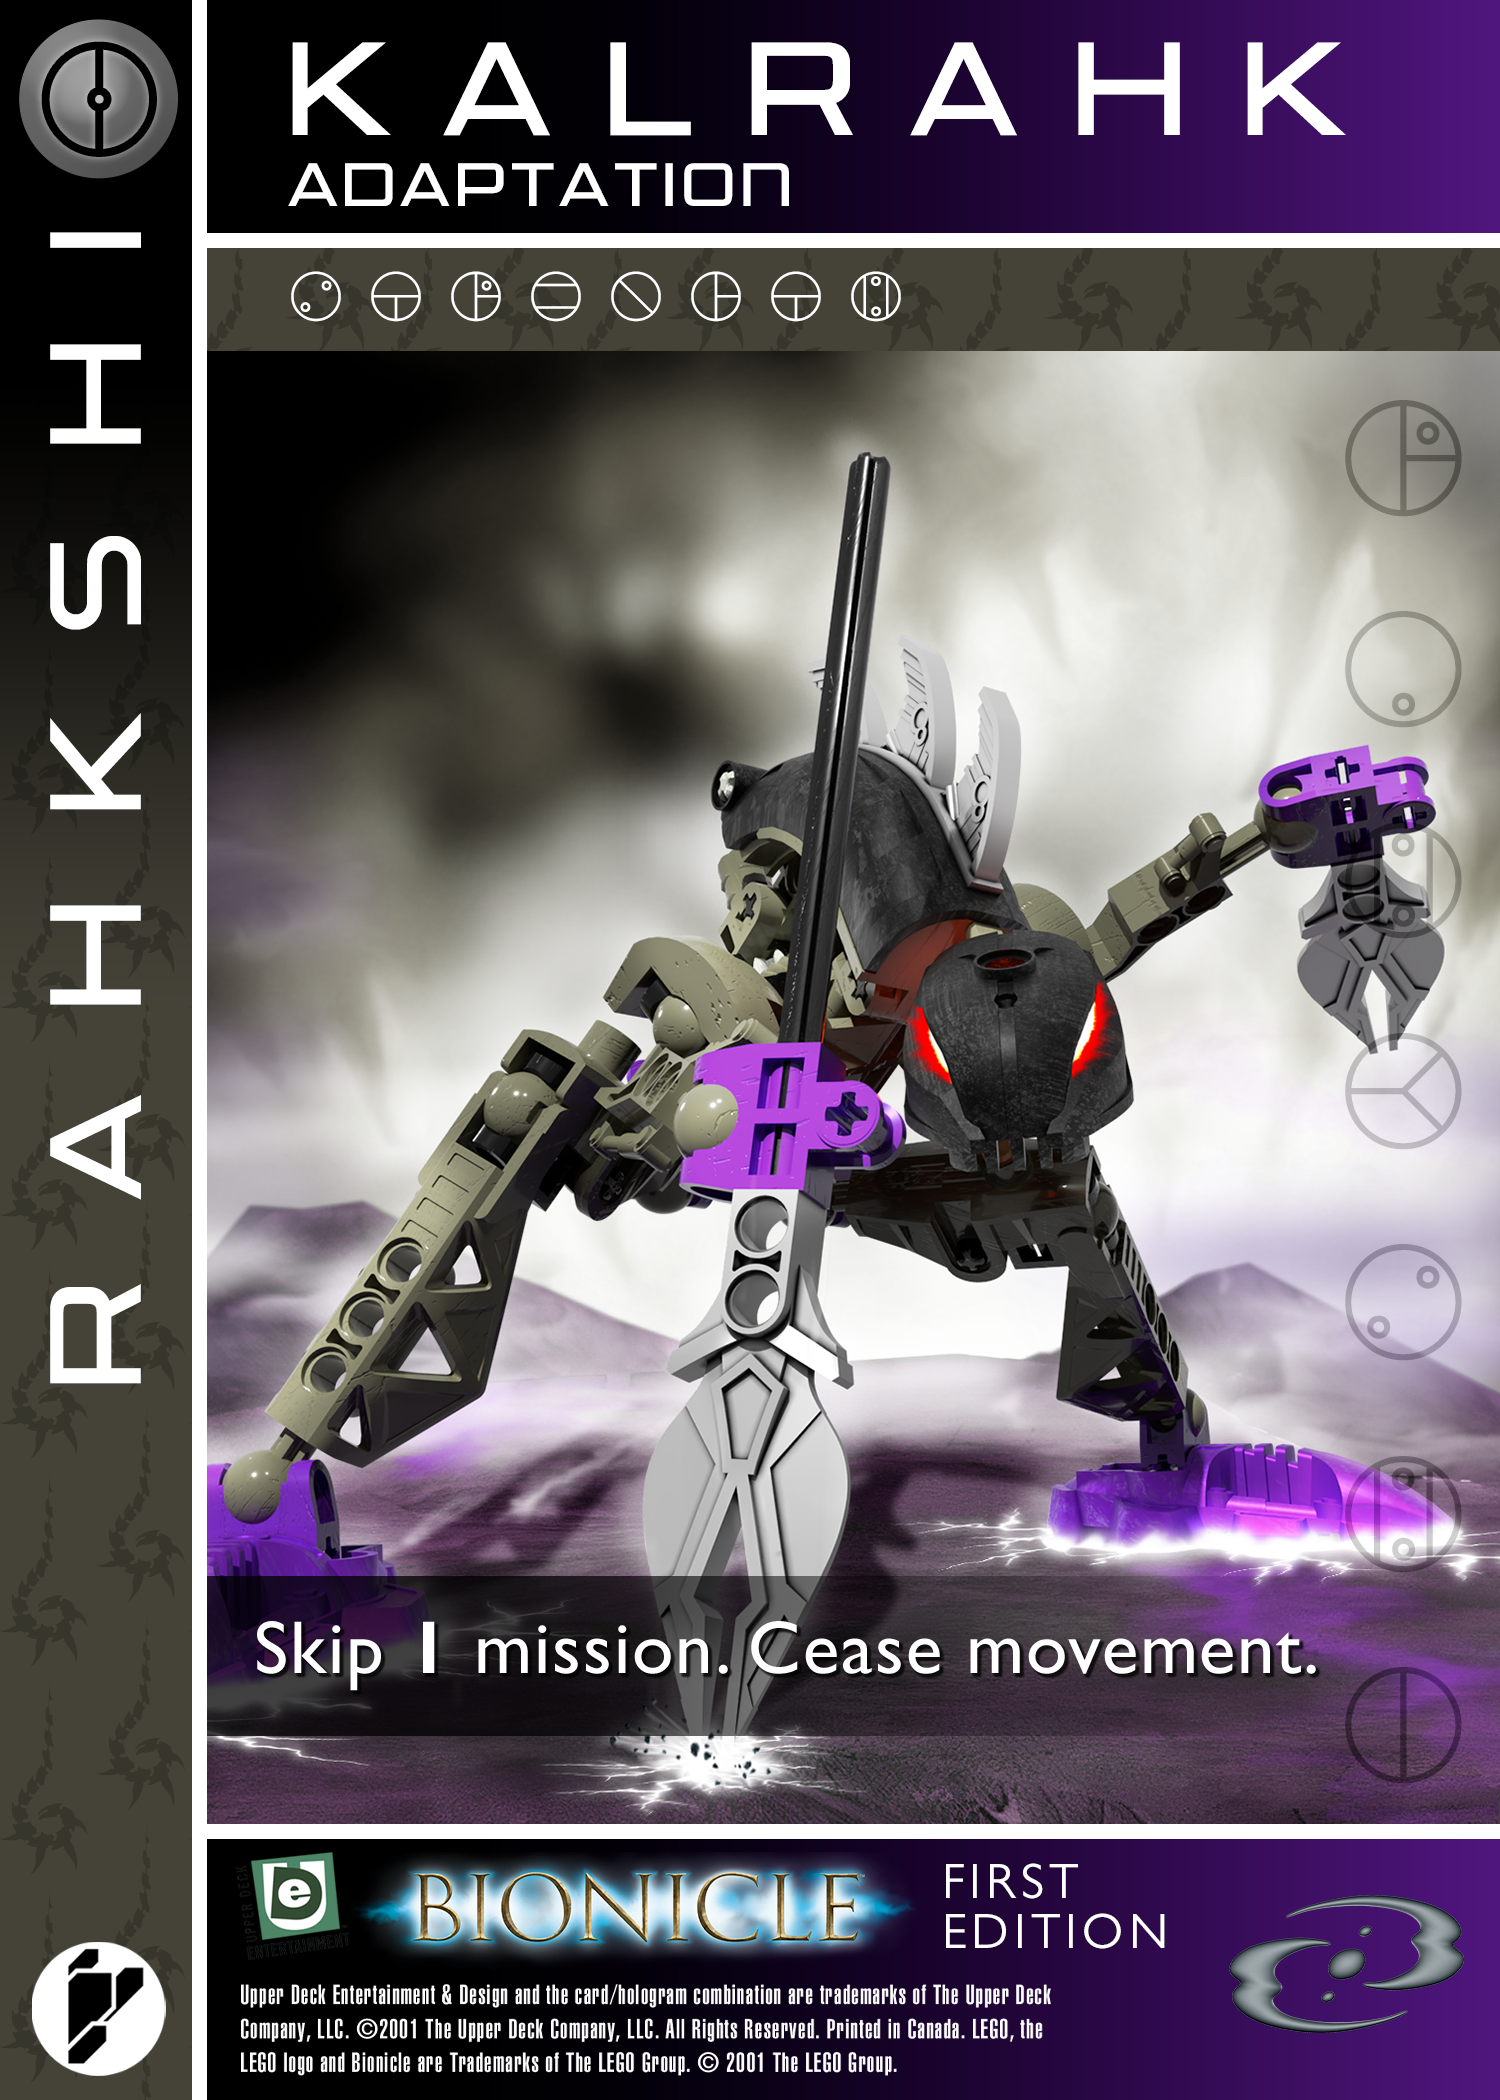 KALRAHK
ADAPTATION
RAHKSHI
Skip 1 mission. Cease movement.
UPPER DECK
ENTERTAINMENT
BIONICLE
FIRST
EDITION
Upper Deck Entertainment & Design and the card/hologram combination are trademarks of The Upper Deck
Company, LLC. ©2001 The Upper Deck Company, LLC. All Rights Reserved. Printed in Canada. LEGO, the
LEGO logo and Bionicle are Trademarks of The LEGO Group. © 2001 The LEGO Group.